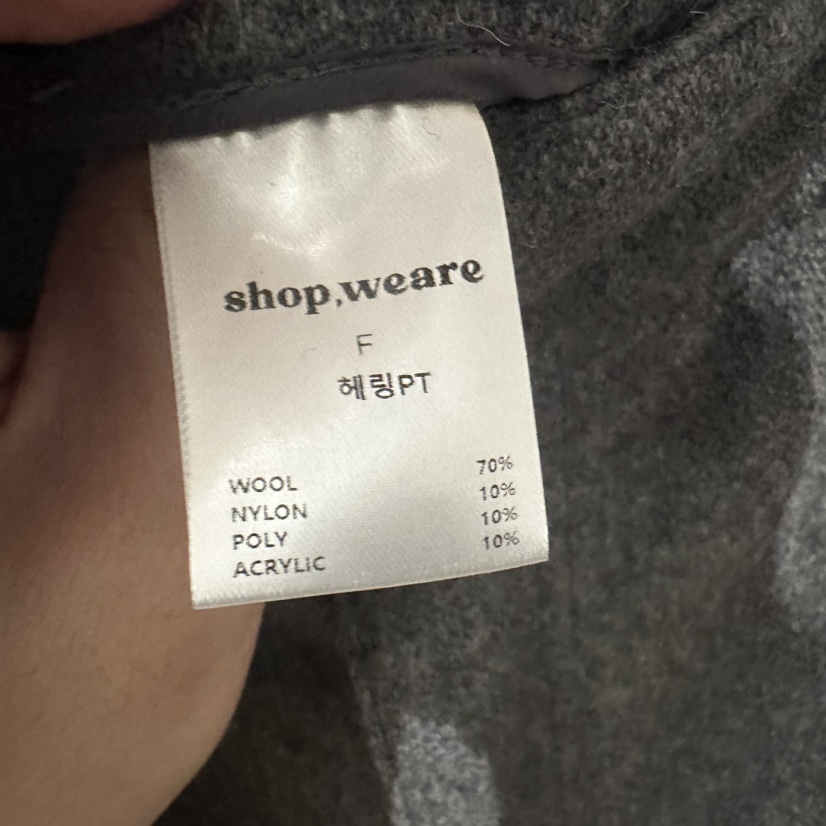 shop,weare
F
헤링PT
WOOL 70%
NYLON 10%
POLY 10%
ACRYLIC 10%